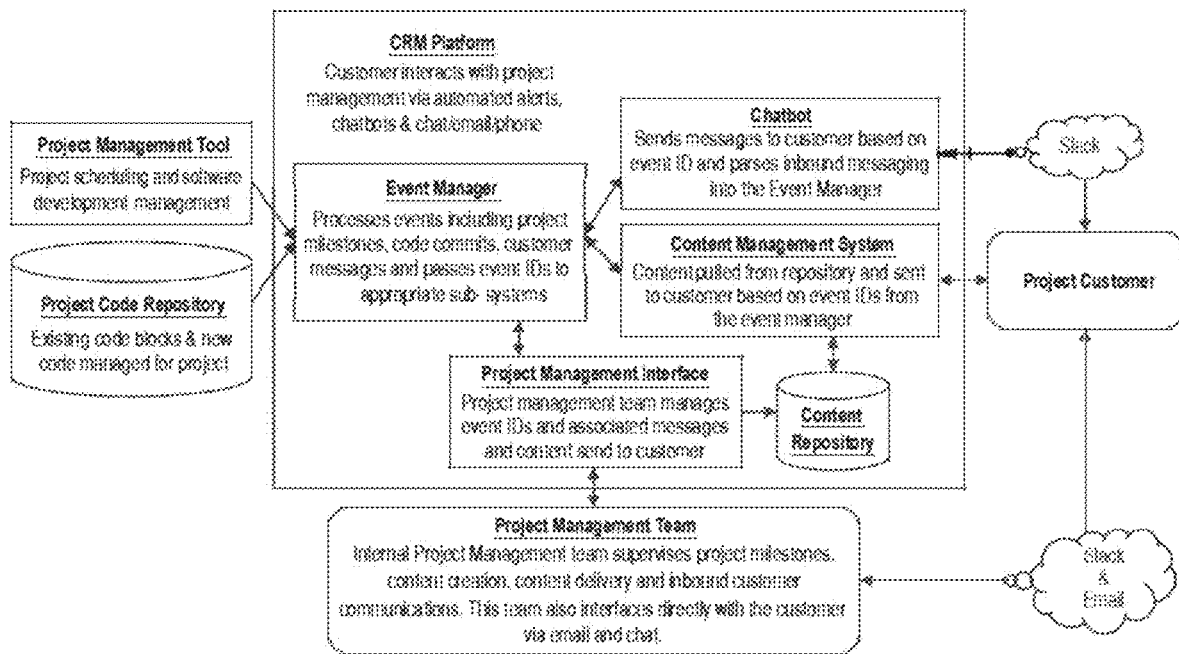 CRM Platform
Customer interacts with project
management via automated alerts,
chatbots & chat/email/phone
Project Management Tool
Project scheduling and software
development management
Project Code Repository
Existing code blocks & new
code managed for project
Event Manager
Processes events including project
milestones, code commits, customer
messages and passes event IDs to
appropriate sub- systems
Chatbot
Sends messages to customer based on
event ID and parses inbound messaging
into the Event Manager
Content Management System
Content pulled from repository and sent
to customer based on event IDs from
the event manager
Slack
Project Customer
Project Management Interface
Project management team manages
event IDs and associated messages
and content send to customer
Content
Repository
Project Management Team
Internal Project Management team supervises project milestones,
content creation, content delivery and inbound customer
communications. This team also interfaces directly with the customer
via email and chat.
Slack
&
Email